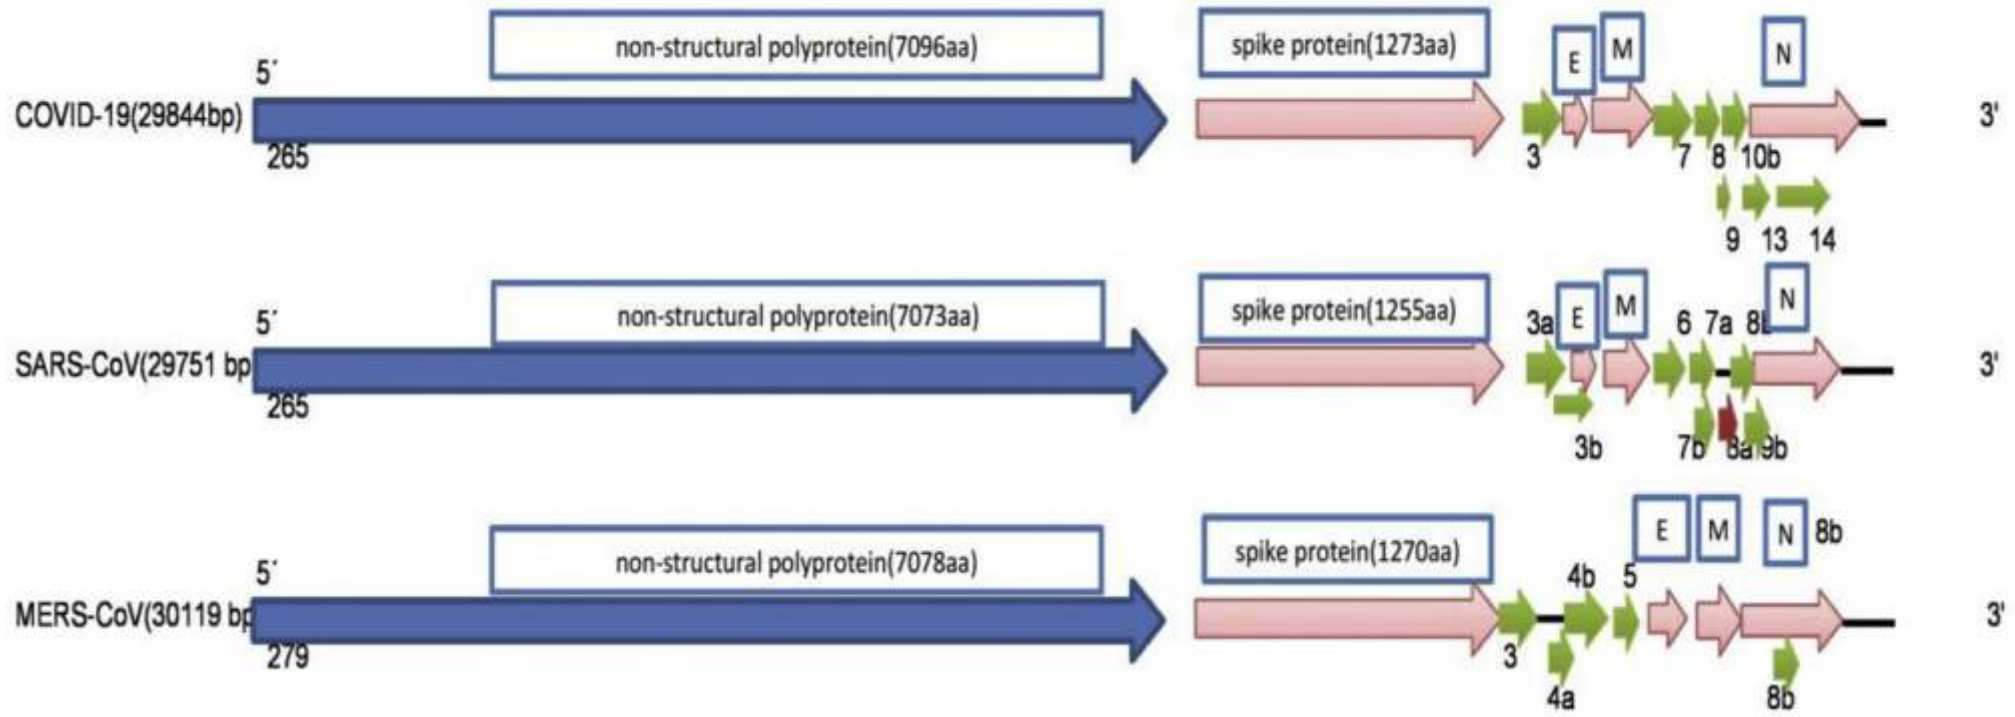 non-structural polyprotein(7096aa)
spike protein(1273aa)
E
M
N
5´
COVID-19(29844bp)
3'
265
3
7
8
10b
9
13
14
non-structural polyprotein(7073aa)
spike protein(1255aa)
E
M
N
5´
3a
6
7a
8b
SARS-CoV(29751 bp
3'
265
3b
7b
8a
9b
non-structural polyprotein(7078aa)
spike protein(1270aa)
E
M
N
8b
5´
4b
5
MERS-CoV(30119 bp
3'
279
3
4a
8b